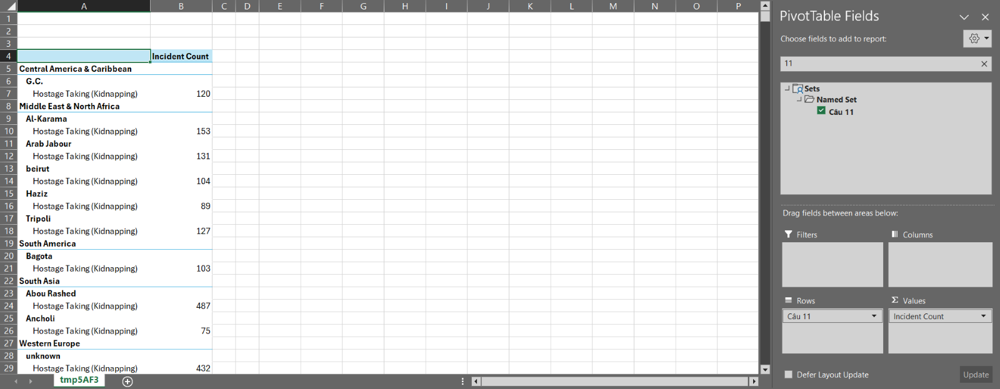 A B C D E F G H I J K L M N O P
1
2
3
4 Incident Count
5 Central America & Caribbean
6 G.C.
7 Hostage Taking (Kidnapping) 120
8 Middle East & North Africa
9 Al-Karama
10 Hostage Taking (Kidnapping) 153
11 Arab Jabour
12 Hostage Taking (Kidnapping) 131
13 beirut
14 Hostage Taking (Kidnapping) 104
15 Haziz
16 Hostage Taking (Kidnapping) 89
17 Tripoli
18 Hostage Taking (Kidnapping) 127
19 South America
20 Bagota
21 Hostage Taking (Kidnapping) 103
22 South Asia
23 Abou Rashed
24 Hostage Taking (Kidnapping) 487
25 Ancholi
26 Hostage Taking (Kidnapping) 75
27 Western Europe
28 unknown
29 Hostage Taking (Kidnapping) 432
tmp5AF3
PivotTable Fields
Choose fields to add to report:
11
Sets
Named Set
Câu 11
Drag fields between areas below:
Filters Columns
Rows Σ Values
Câu 11 Incident Count
Defer Layout Update Update